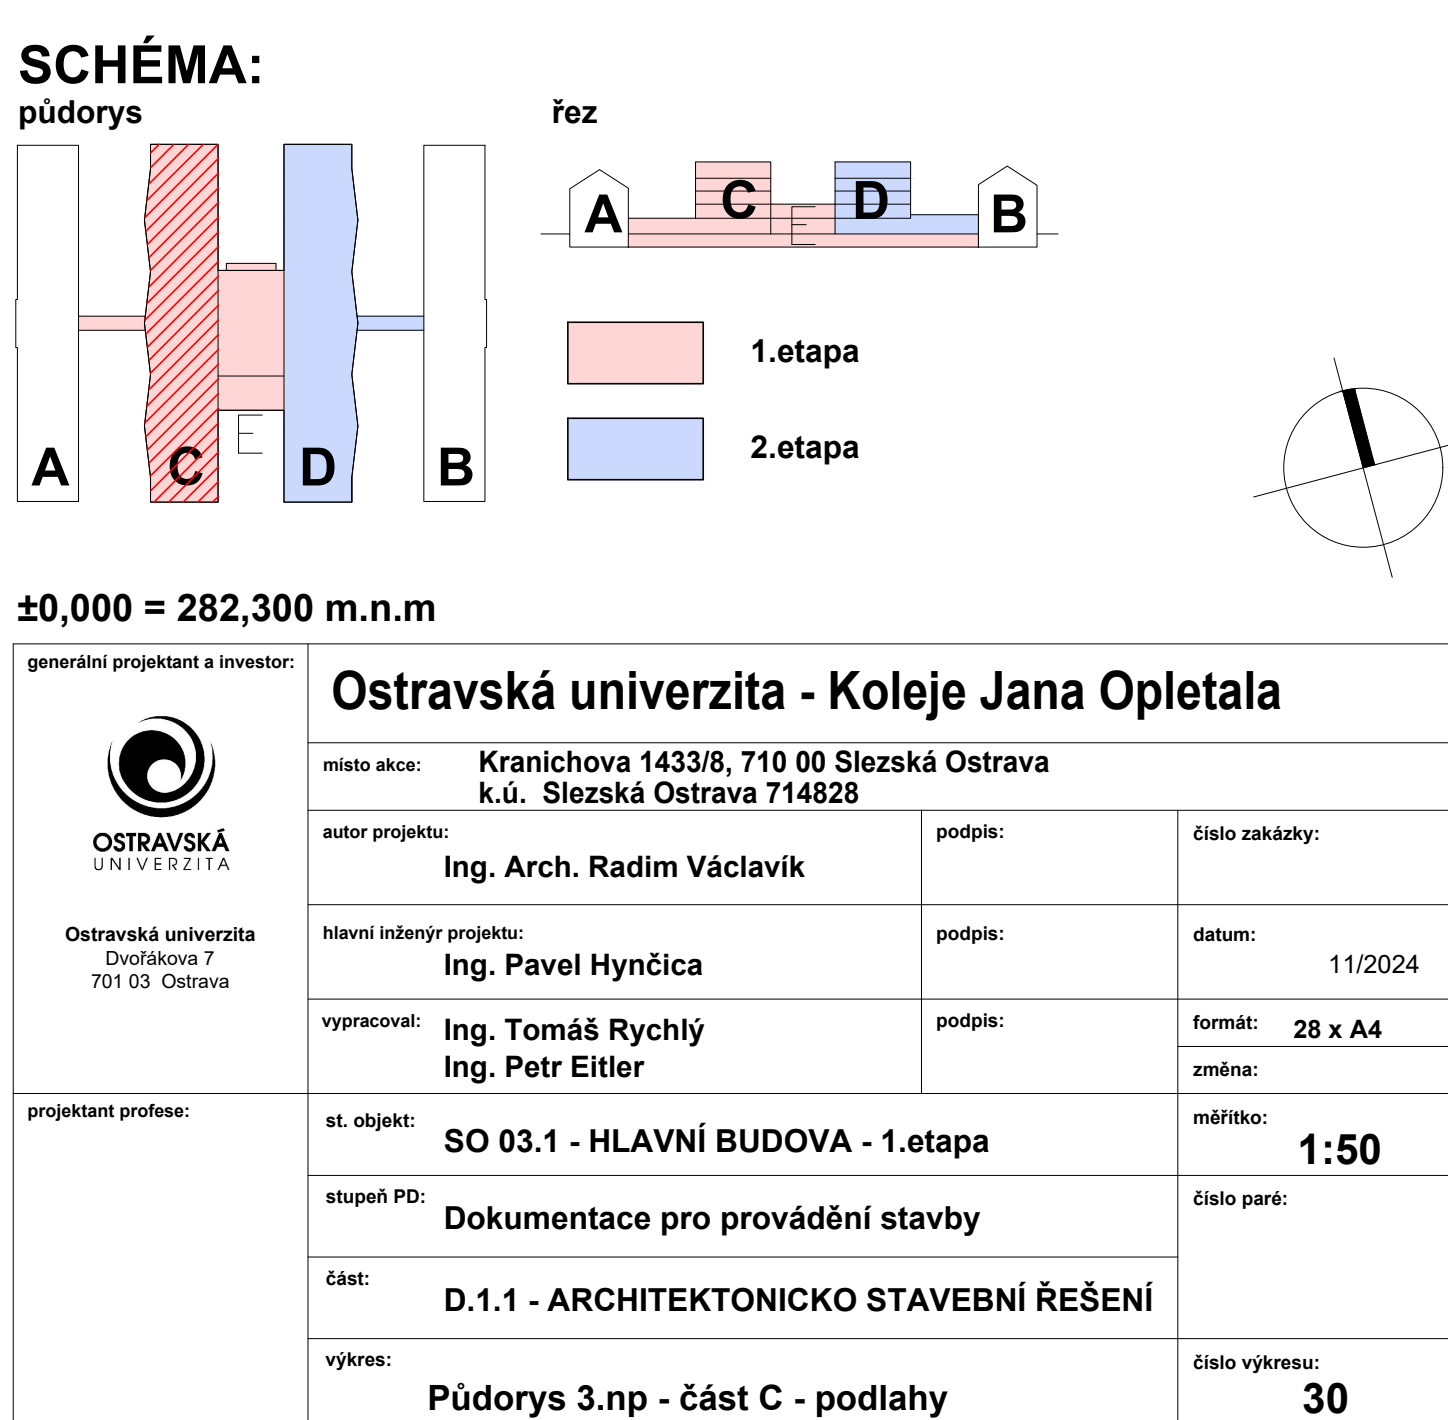 SCHÉMA:
půdorys
řez
A
C
E
D
B
A
C
E
D
B
1.etapa
2.etapa
±0,000 = 282,300 m.n.m
generální projektant a investor:
OSTRAVSKÁ
UNIVERZITA
Ostravská univerzita
Dvořákova 7
701 03 Ostrava
projektant profese:
Ostravská univerzita - Koleje Jana Opletala
místo akce:
Kranichova 1433/8, 710 00 Slezská Ostrava
k.ú. Slezská Ostrava 714828
autor projektu:
Ing. Arch. Radim Václavík
podpis:
číslo zakázky:
hlavní inženýr projektu:
Ing. Pavel Hynčica
podpis:
datum:
11/2024
vypracoval:
Ing. Tomáš Rychlý
Ing. Petr Eitler
podpis:
formát: 28 x A4
změna:
st. objekt:
SO 03.1 - HLAVNÍ BUDOVA - 1.etapa
měřítko:
1:50
stupeň PD:
Dokumentace pro provádění stavby
číslo paré:
část:
D.1.1 - ARCHITEKTONICKO STAVEBNÍ ŘEŠENÍ
výkres:
Půdorys 3.np - část C - podlahy
číslo výkresu:
30